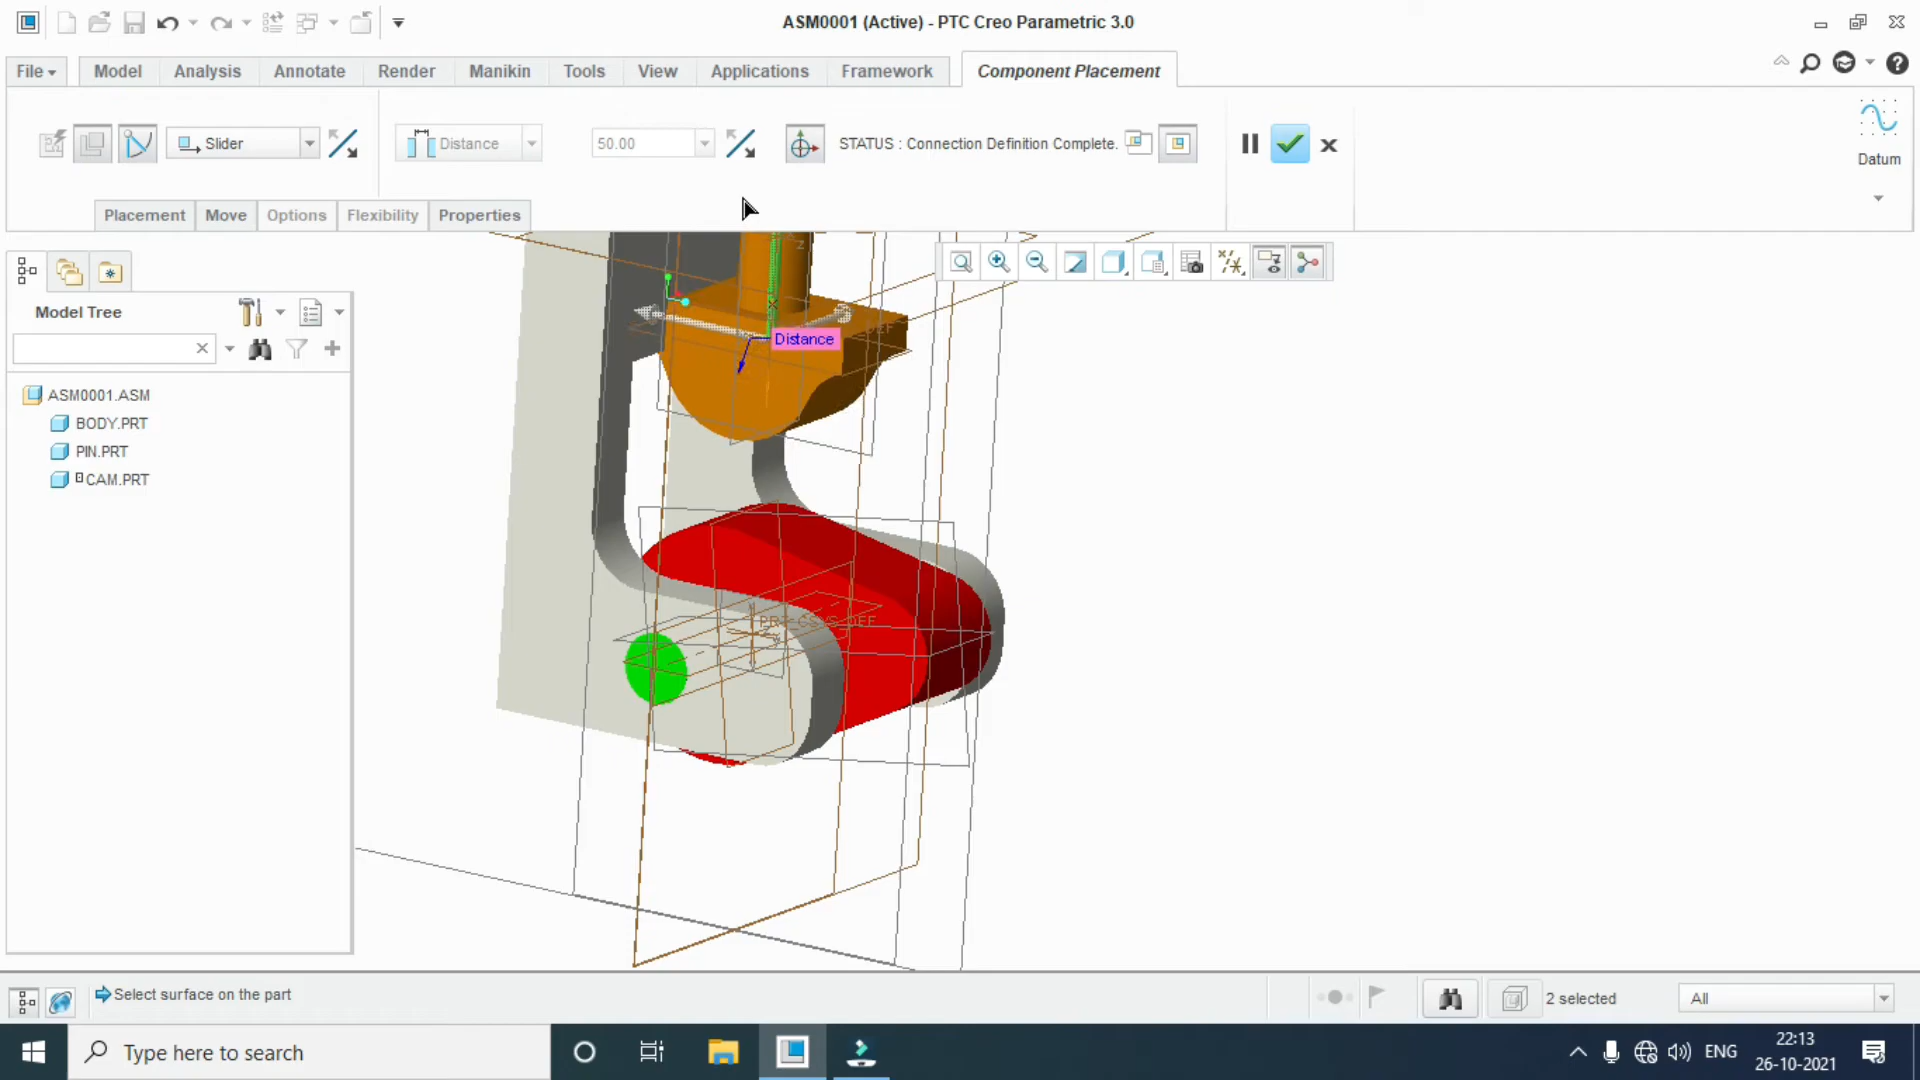 ASM0001 (Active) - PTC Creo Parametric 3.0
File Model Analysis Annotate Render Manikin Tools View Applications Framework Component Placement
Slider Distance 50.00 STATUS : Connection Definition Complete.
Datum
Placement Move Options Flexibility Properties
Model Tree
ASM0001.ASM
BODY.PRT
PIN.PRT
CAM.PRT
Distance
PRT_CSYS_DEF
Select surface on the part
2 selected
All
Type here to search
ENG
22:13
26-10-2021